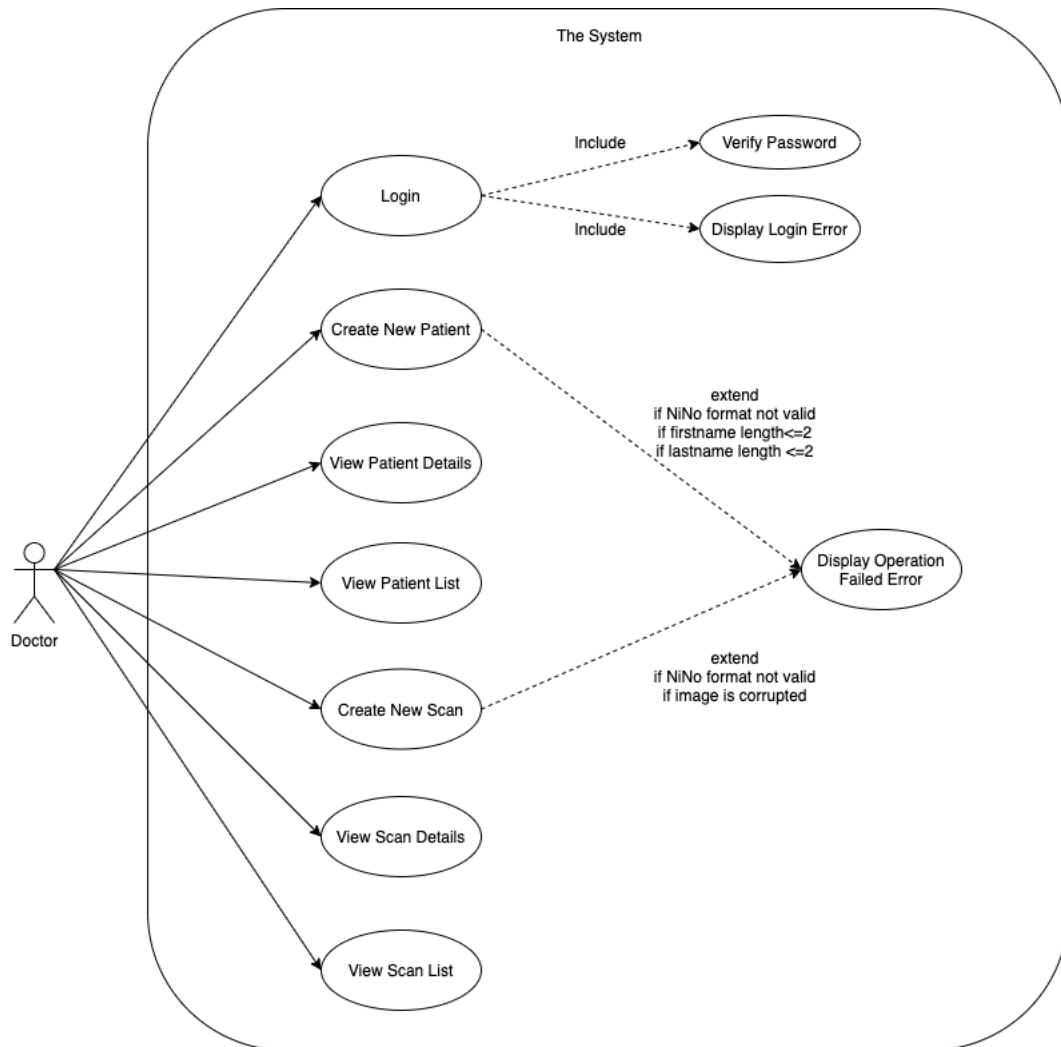 The System
Include
Verify Password
Login
Include
Display Login Error
Create New Patient
extend
if NiNo format not valid
if firstname length<=2
if lastname length <=2
View Patient Details
Display Operation
Failed Error
View Patient List
Doctor
extend
if NiNo format not valid
if image is corrupted
Create New Scan
View Scan Details
View Scan List